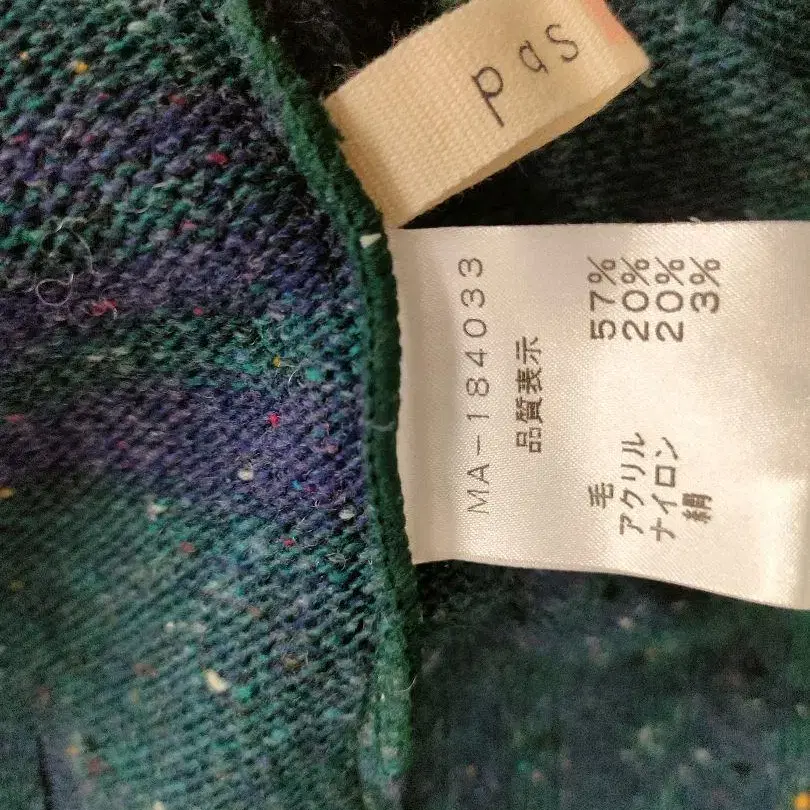 pas
MA-184033
品質表示
毛 57%
アクリル 20%
ナイロン 20%
絹 3%